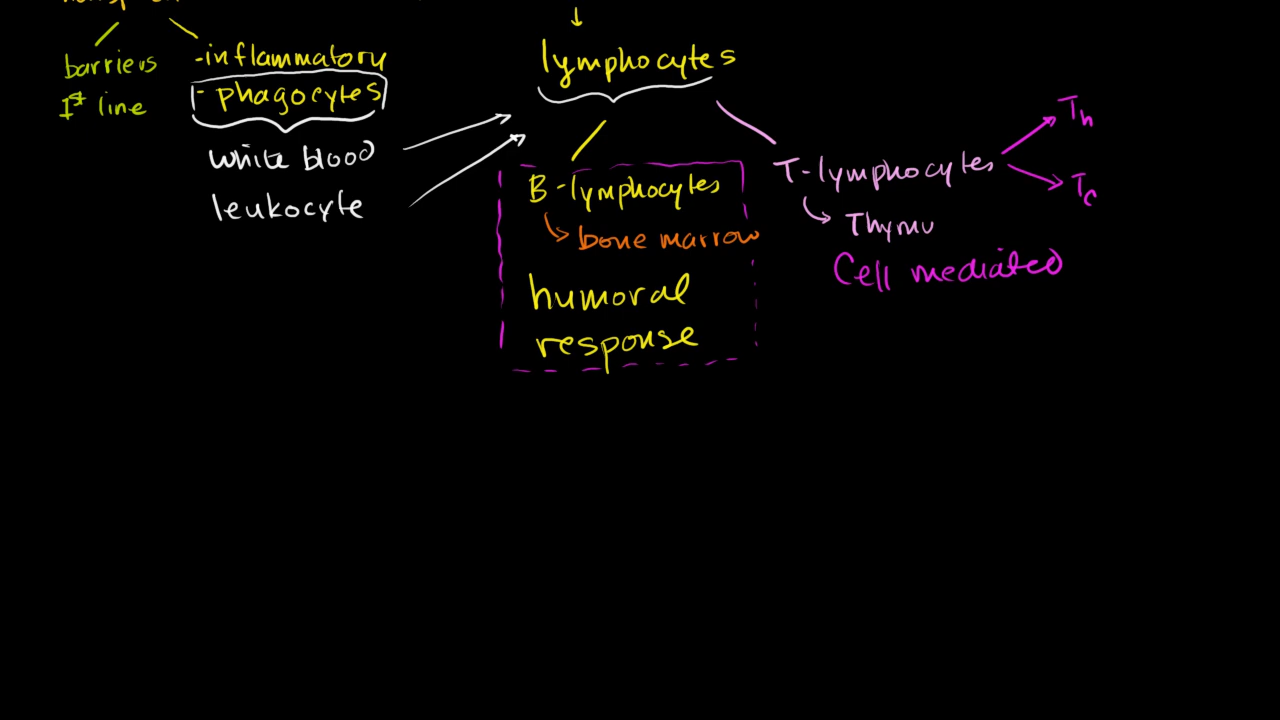 barriers
1st line
-inflammatory
- phagocytes
white blood
leukocyte
lymphocytes
B-lymphocytes
bone marrow
humoral
response
T-lymphocytes
Thymu
Cell mediated
Th
Tc